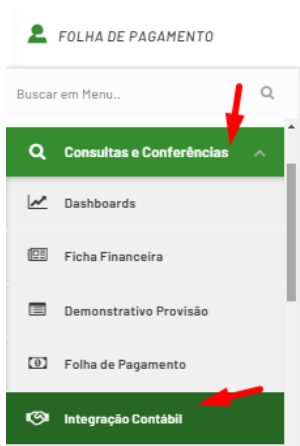 FOLHA DE PAGAMENTO
Buscar em Menu..
Consultas e Conferências
Dashboards
Ficha Financeira
Demonstrativo Provisão
Folha de Pagamento
Integração Contábil